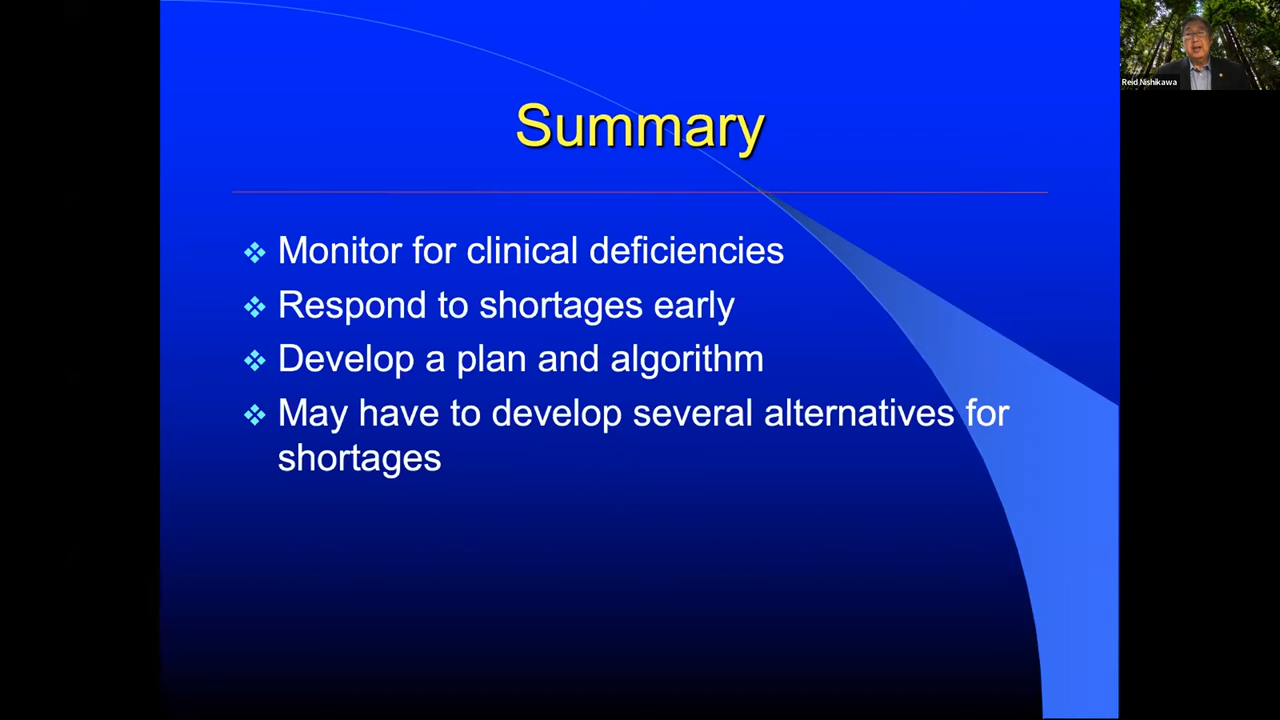 Summary
Monitor for clinical deficiencies
Respond to shortages early
Develop a plan and algorithm
May have to develop several alternatives for
shortages
Reid Nishikawa